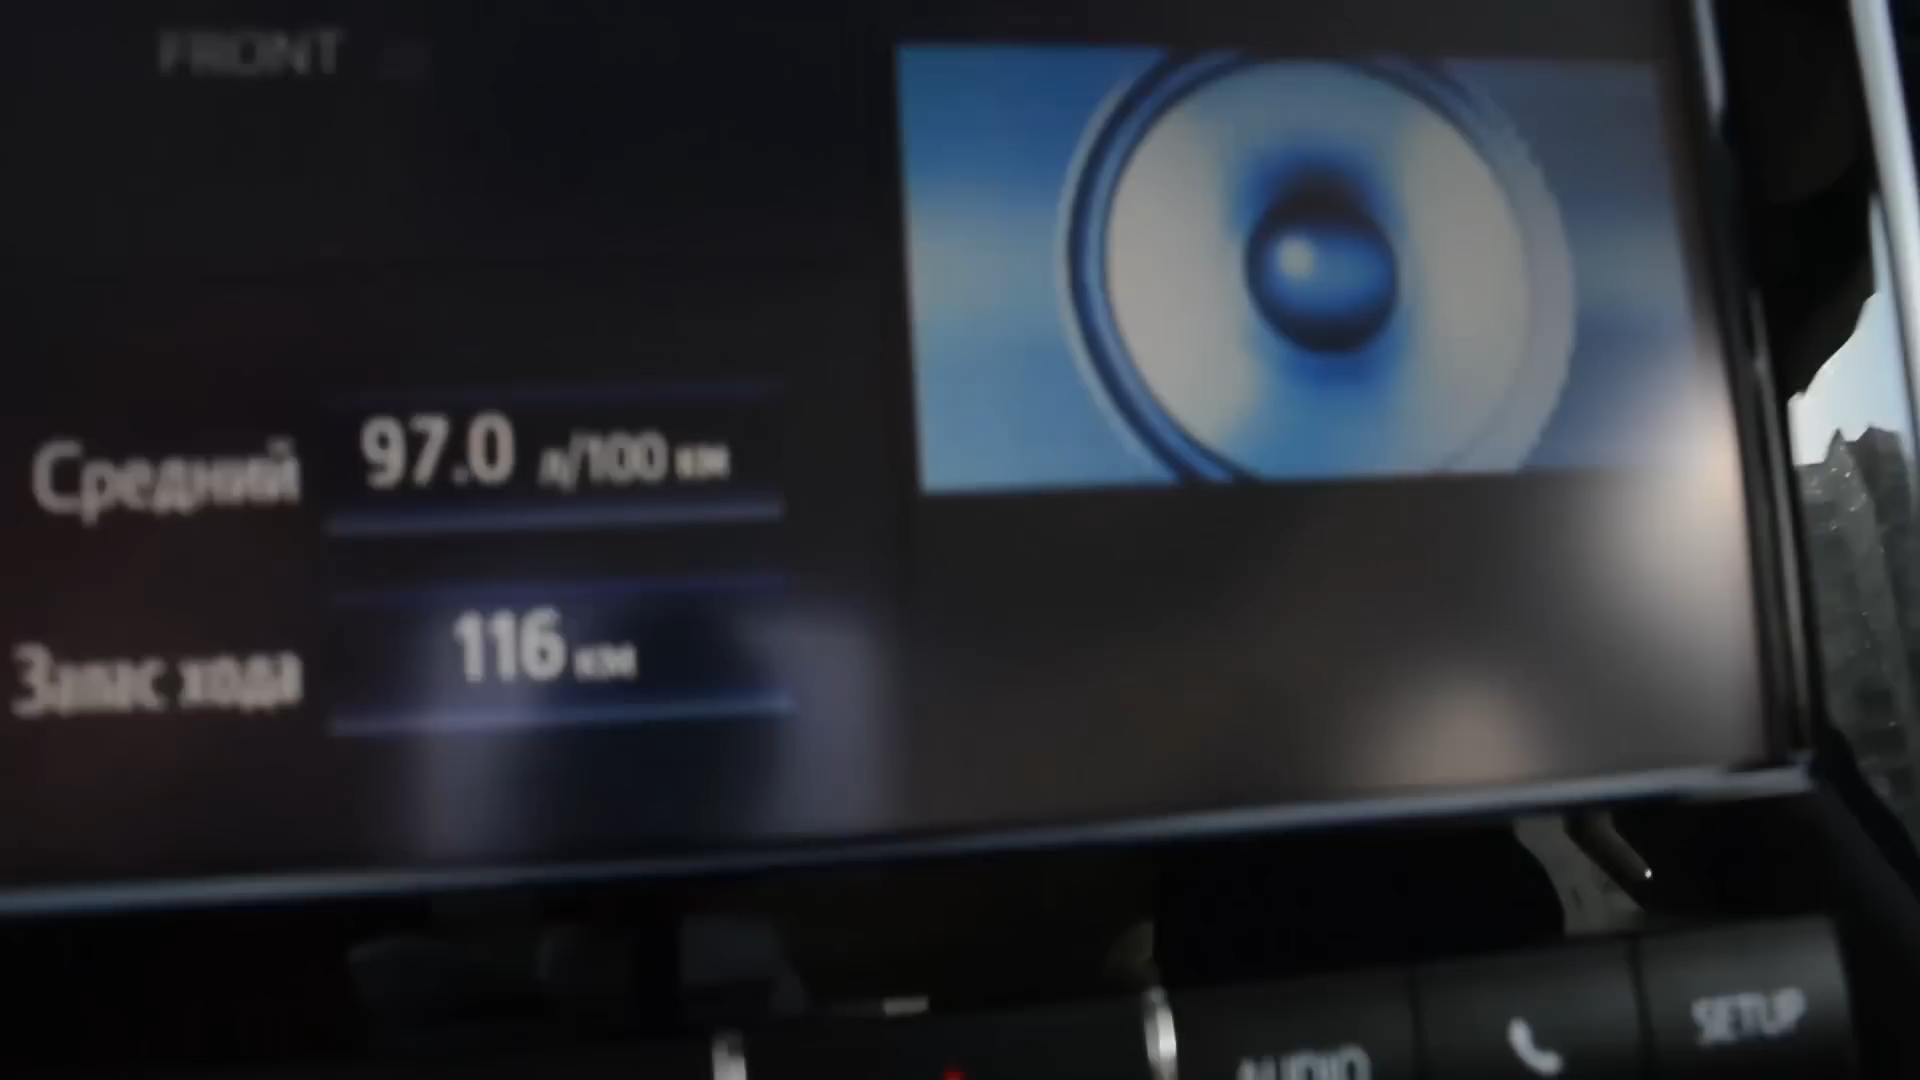 FRONT
Средний 97.0 л/100 км
Запас хода 116 км
AUDIO
SETUP